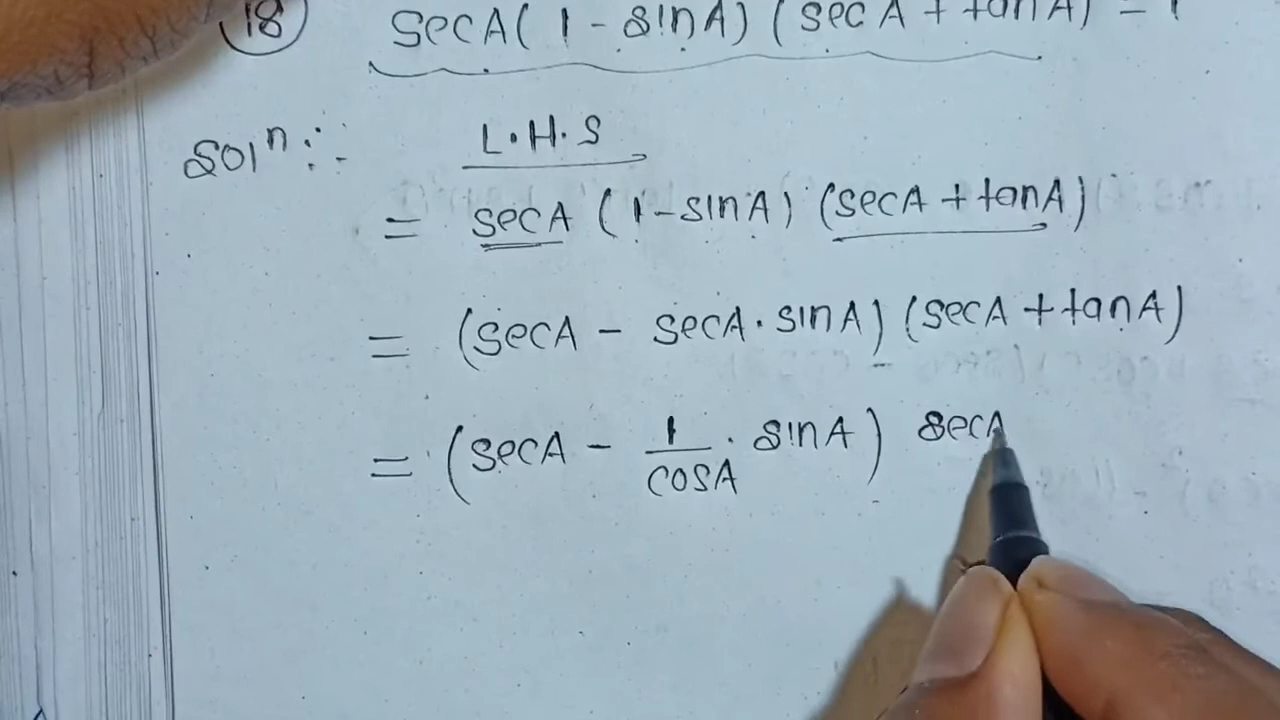 18 secA(1 - sinA) (secA + tanA) = 1
Solⁿ :- L.H.S
= secA (1 - sinA) (secA + tanA)
= (secA - secA . sinA) (secA + tanA)
= (secA - 1/cosA . sinA) secA